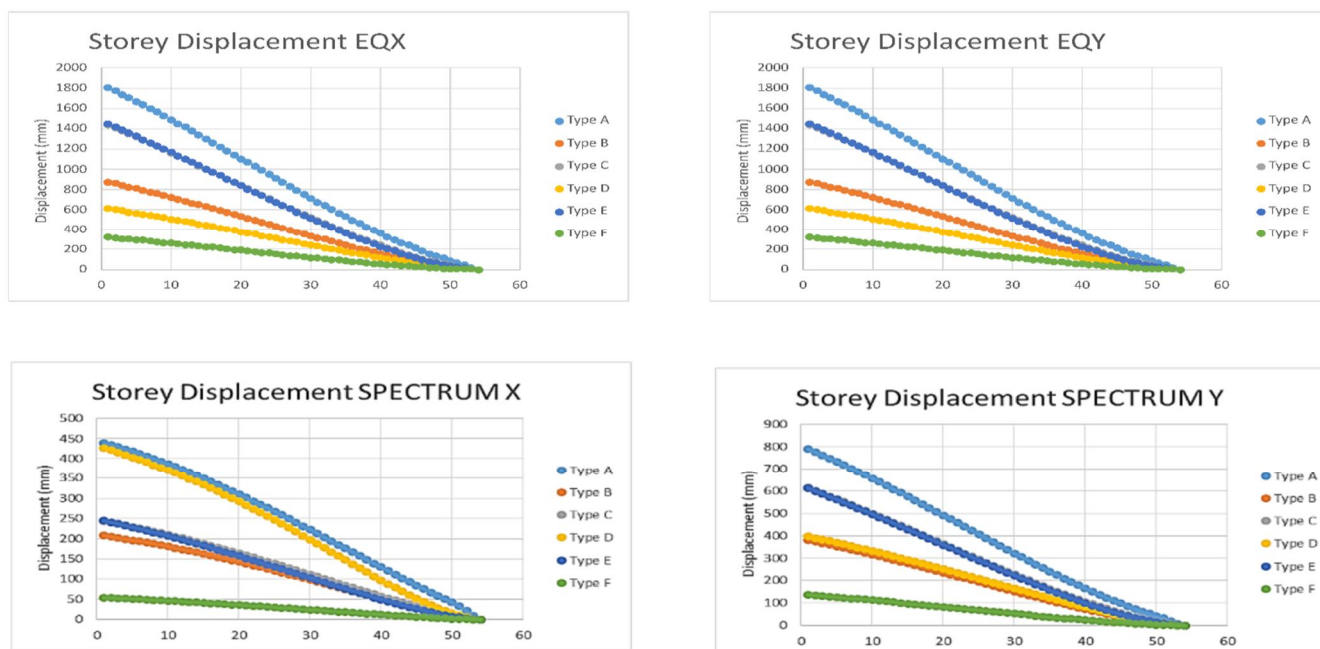 Storey Displacement EQX
Displacement (mm)
2000
1800
1600
1400
1200
1000
800
600
400
200
0
0 10 20 30 40 50 60
Type A
Type B
Type C
Type D
Type E
Type F
Storey Displacement EQY
Displacement (mm)
2000
1800
1600
1400
1200
1000
800
600
400
200
0
0 10 20 30 40 50 60
Type A
Type B
Type C
Type D
Type E
Type F
Storey Displacement SPECTRUM X
Displacement (mm)
500
450
400
350
300
250
200
150
100
50
0
0 10 20 30 40 50 60
Type A
Type B
Type C
Type D
Type E
Type F
Storey Displacement SPECTRUM Y
Displacement (mm)
900
800
700
600
500
400
300
200
100
0
0 10 20 30 40 50 60
Type A
Type B
Type C
Type D
Type E
Type F